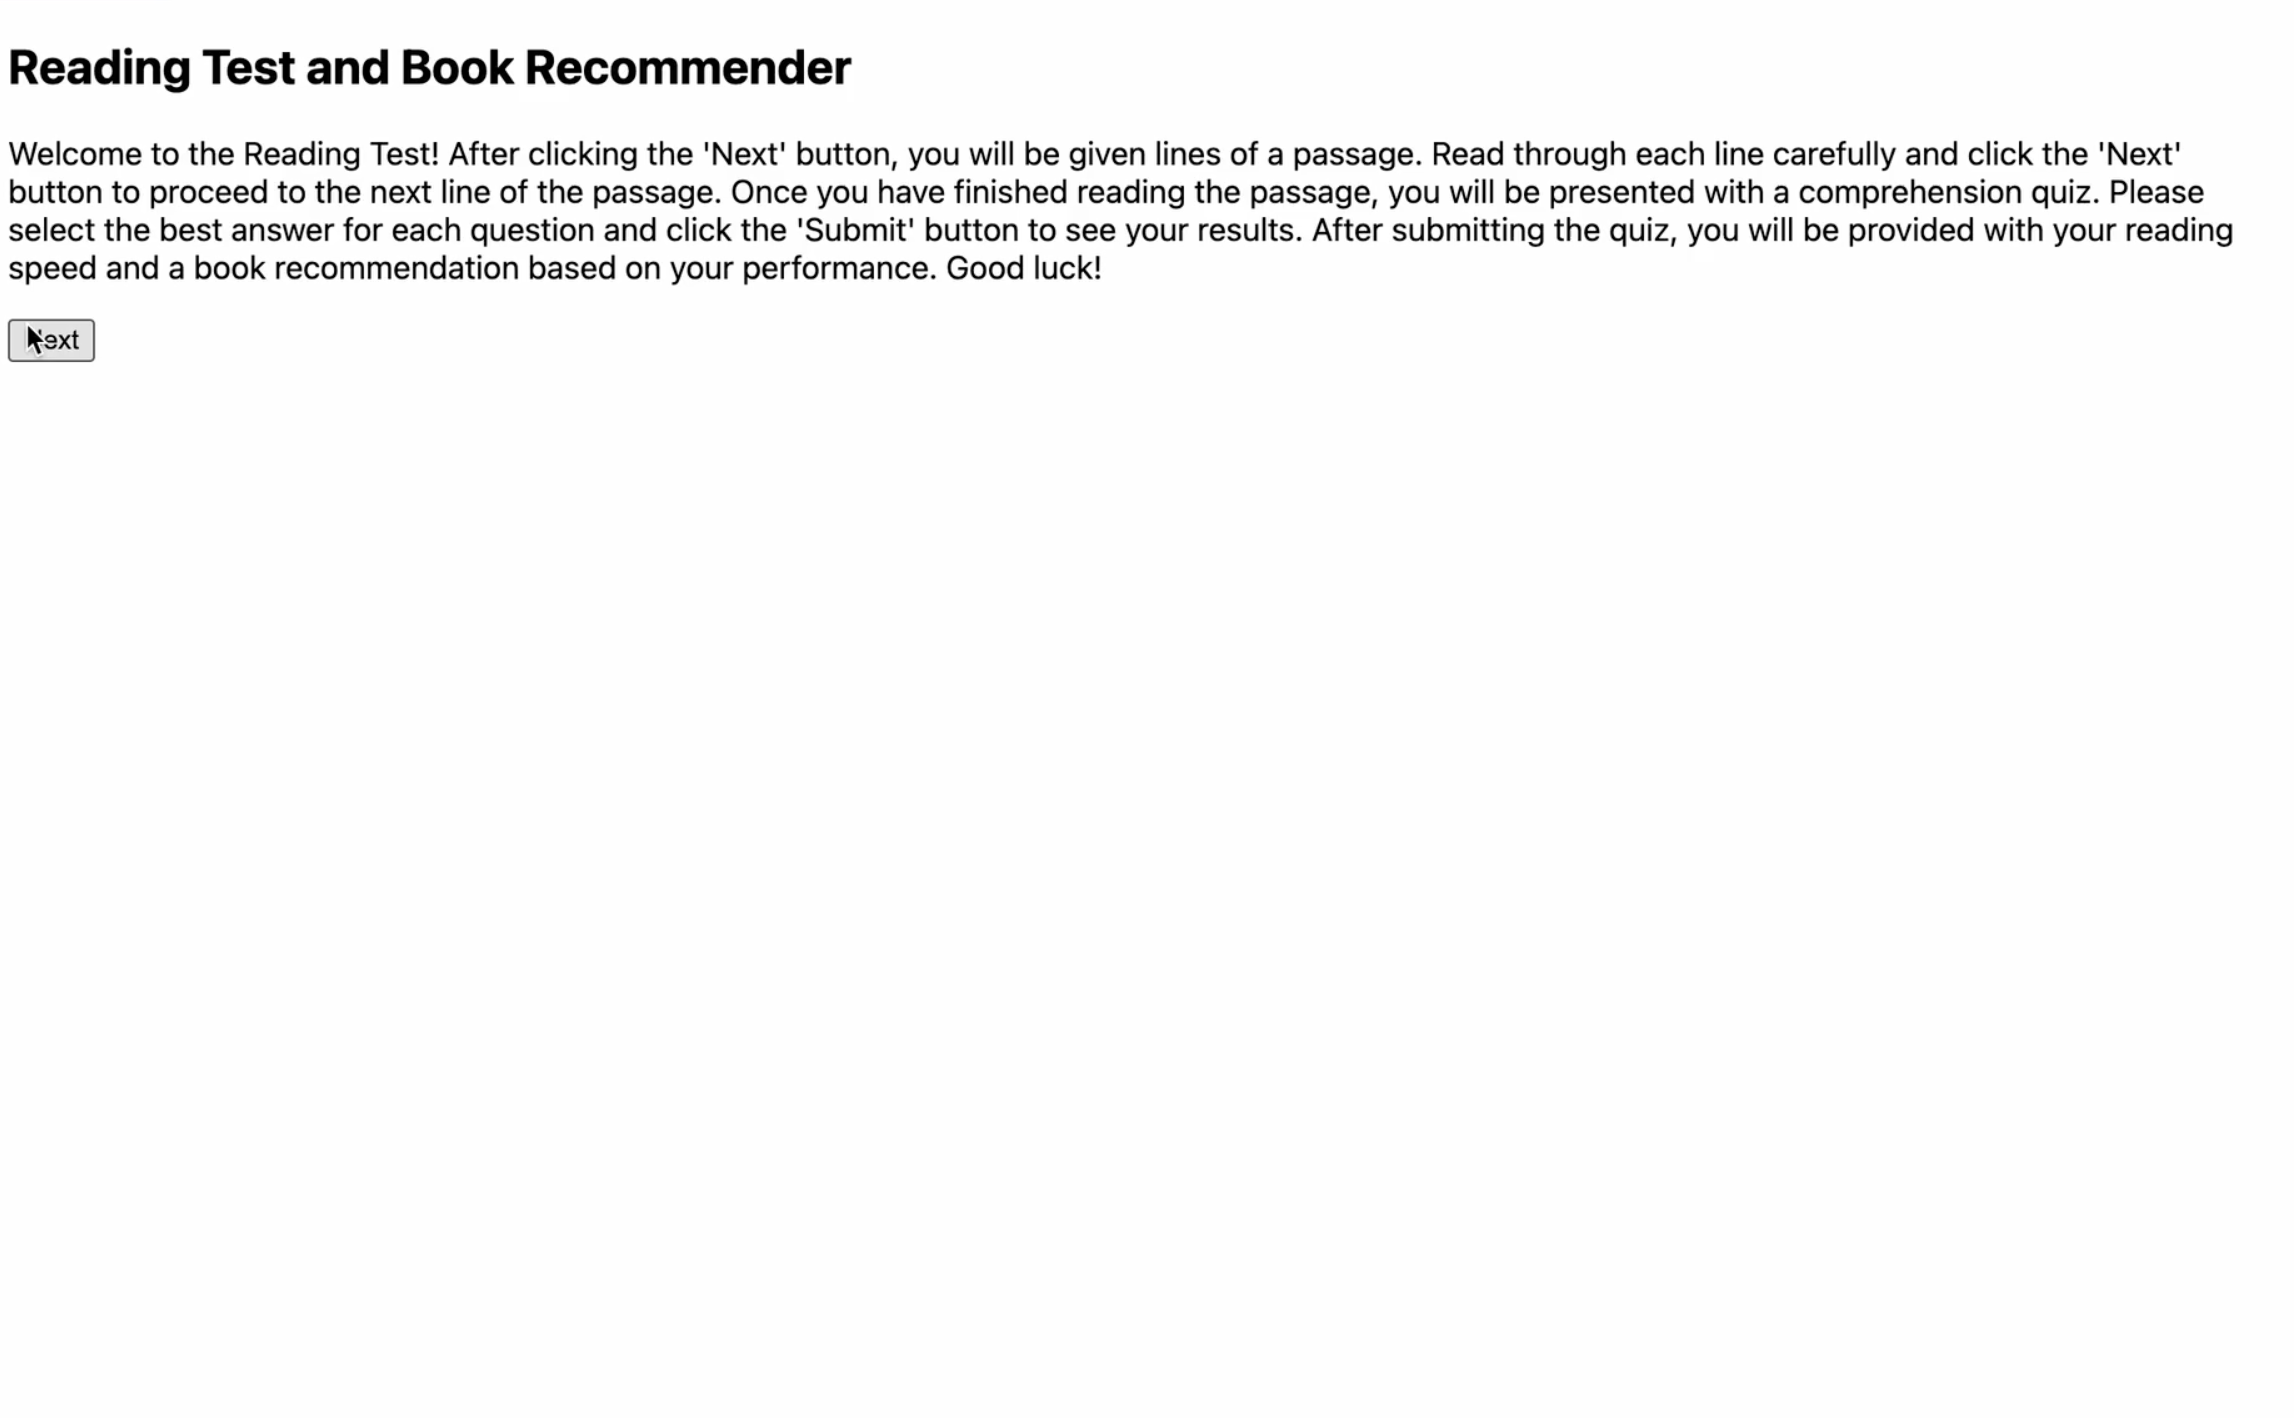 Reading Test and Book Recommender
Welcome to the Reading Test! After clicking the 'Next' button, you will be given lines of a passage. Read through each line carefully and click the 'Next'
button to proceed to the next line of the passage. Once you have finished reading the passage, you will be presented with a comprehension quiz. Please
select the best answer for each question and click the 'Submit' button to see your results. After submitting the quiz, you will be provided with your reading
speed and a book recommendation based on your performance. Good luck!
Next